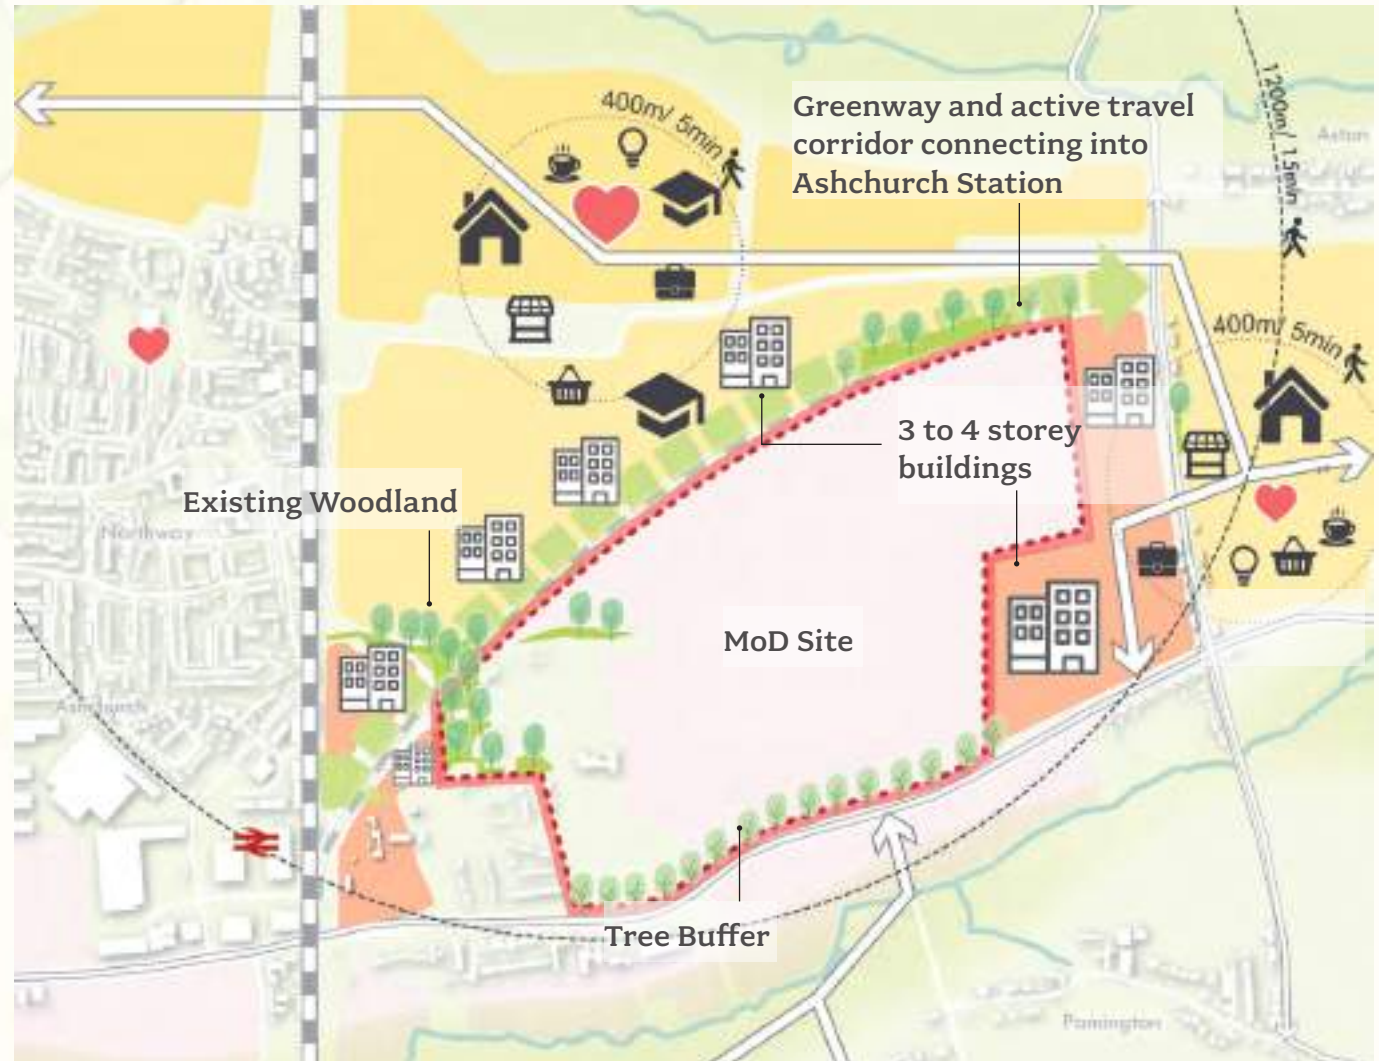 400m/ 5min
Greenway and active travel
corridor connecting into
Ashchurch Station
1200m/ 15min
Aston
400m/ 5min
3 to 4 storey
buildings
Existing Woodland
Northway
MoD Site
Ashchurch
Tree Buffer
Pamington